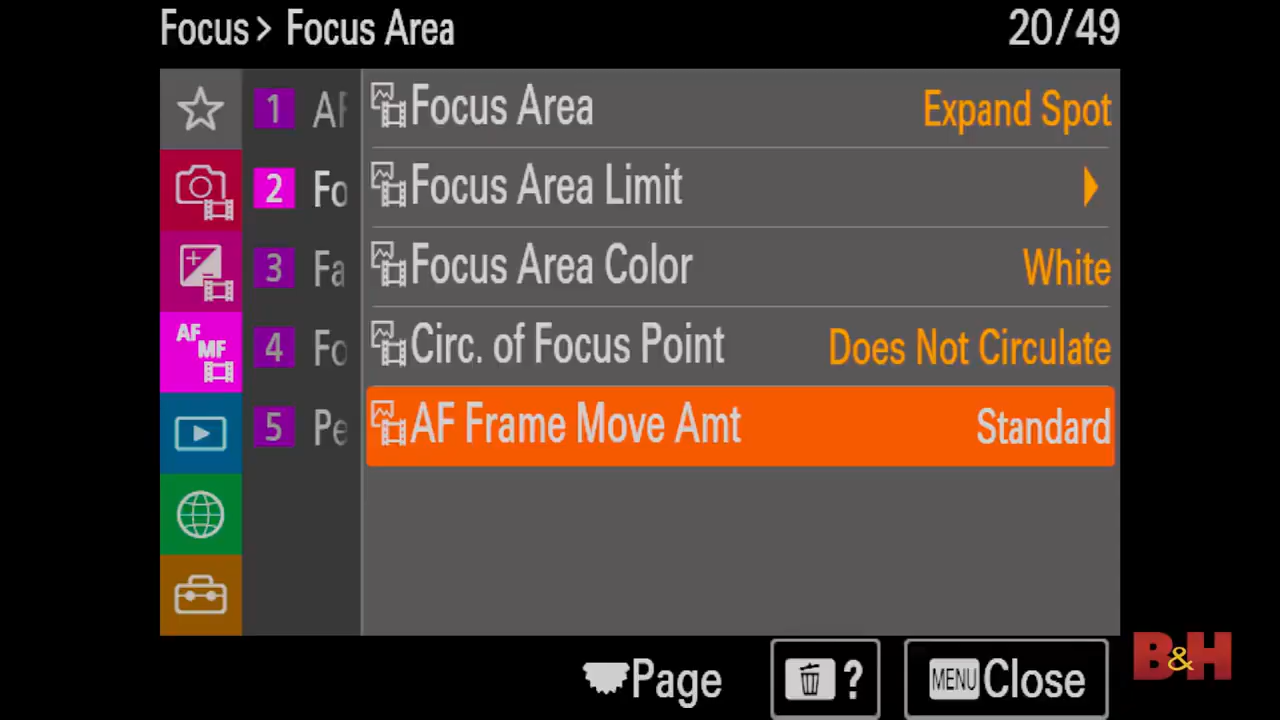 Focus > Focus Area 20/49
1 AF
2 Fo
3 Fa
4 Fo
5 Pe
AF MF
Focus Area Expand Spot
Focus Area Limit
Focus Area Color White
Circ. of Focus Point Does Not Circulate
AF Frame Move Amt Standard
Page ? MENU Close
B&H